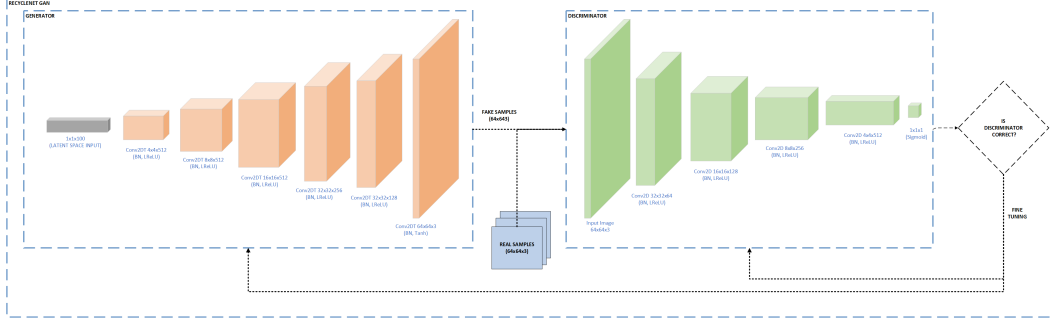 RECYCLENET GAN
GENERATOR
1x1x100
(LATENT SPACE INPUT)
Conv2DT 4x4x512
(BN, LReLU)
Conv2DT 8x8x512
(BN, LReLU)
Conv2DT 16x16x512
(BN, LReLU)
Conv2DT 32x32x256
(BN, LReLU)
Conv2DT 32x32x128
(BN, LReLU)
Conv2DT 64x64x3
(BN, Tanh)
FAKE SAMPLES
(64x643)
REAL SAMPLES
(64x64x3)
DISCRIMINATOR
Input Image
64x64x3
Conv2D 32x32x64
(BN, LReLU)
Conv2D 16x16x128
(BN, LReLU)
Conv2D 8x8x256
(BN, LReLU)
Conv2D 4x4x512
(BN, LReLU)
1x1x1
(Sigmoid)
IS
DISCRIMINATOR
CORRECT?
FINE
TUNING